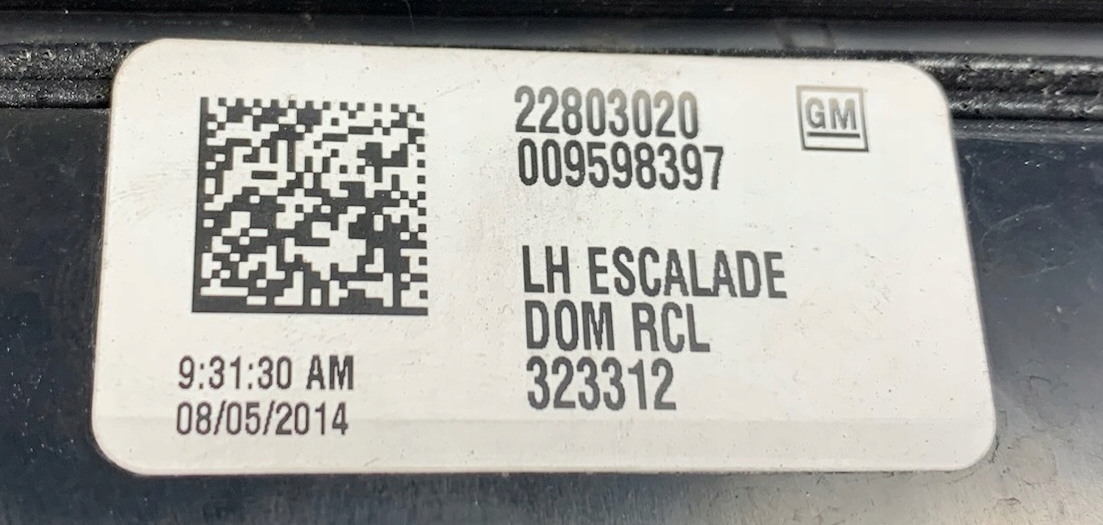 22803020
009598397
GM
LH ESCALADE
DOM RCL
323312
9:31:30 AM
08/05/2014